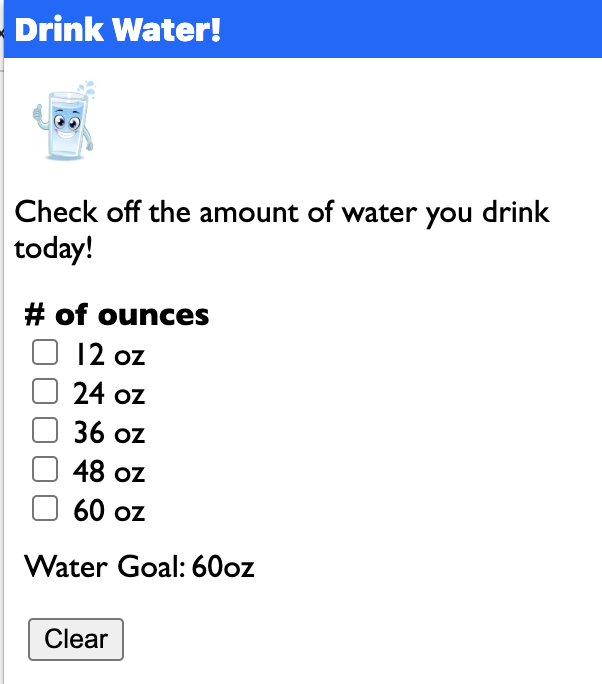 Drink Water!
Check off the amount of water you drink
today!
# of ounces
12 oz
24 oz
36 oz
48 oz
60 oz
Water Goal: 60oz
Clear